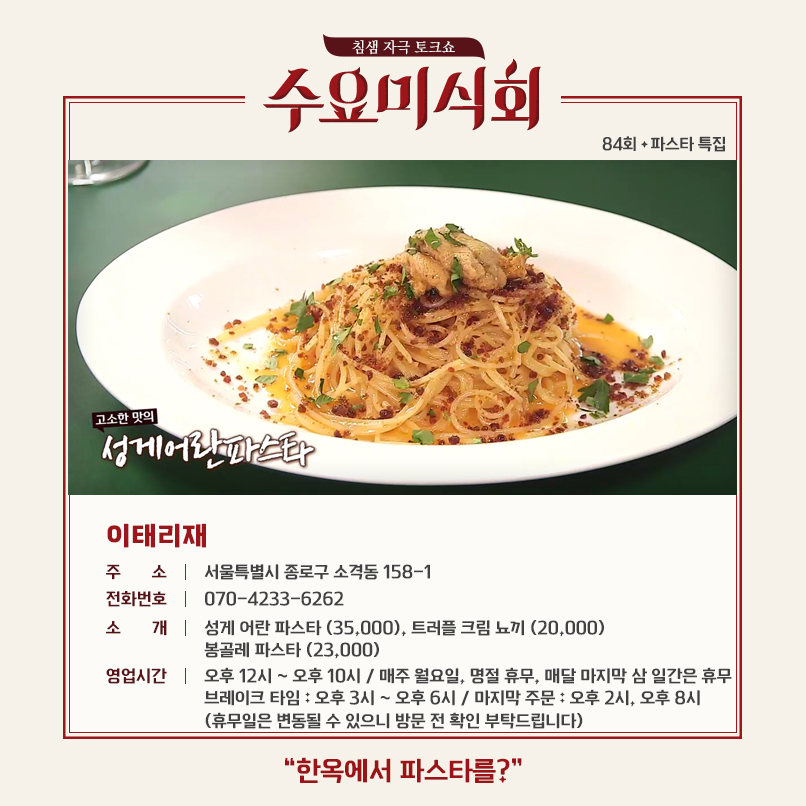 침샘 자극 토크쇼
수요미식회
84회 + 파스타 특집
고소한 맛의
성게어란파스타
이태리재
주 소 | 서울특별시 종로구 소격동 158-1
전화번호 | 070-4233-6262
소 개 | 성게 어란 파스타 (35,000), 트러플 크림 뇨끼 (20,000)
봉골레 파스타 (23,000)
영업시간 | 오후 12시 ~ 오후 10시 / 매주 월요일, 명절 휴무, 매달 마지막 삼 일간은 휴무
브레이크 타임 : 오후 3시 ~ 오후 6시 / 마지막 주문 : 오후 2시, 오후 8시
(휴무일은 변동될 수 있으니 방문 전 확인 부탁드립니다)
“한옥에서 파스타를?”